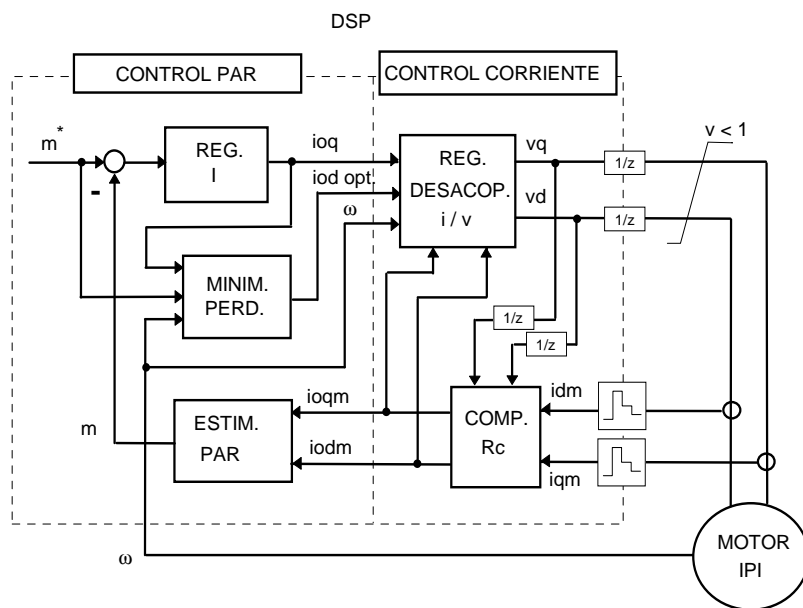 DSP
CONTROL PAR
CONTROL CORRIENTE
m*
-
REG.
I
ioq
iod opt.
ω
REG.
DESACOP.
i / v
vq
vd
1/z
1/z
v < 1
MINIM.
PERD.
1/z
1/z
m
ESTIM.
PAR
ioqm
iodm
COMP.
Rc
idm
iqm
ω
MOTOR
IPI